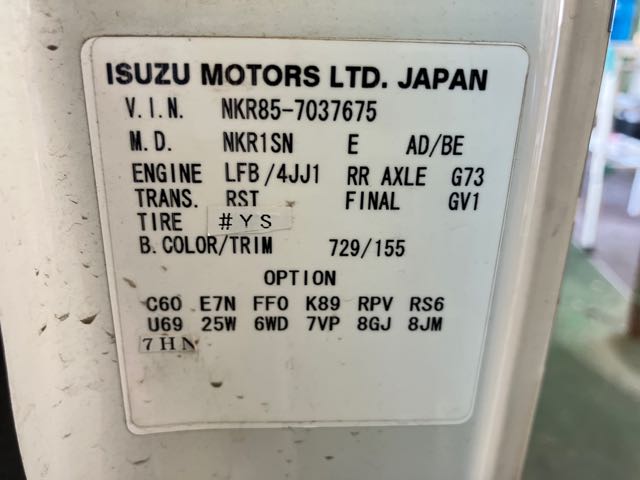 ISUZU MOTORS LTD. JAPAN
V.I.N. NKR85-7037675
M.D. NKR1SN E AD/BE
ENGINE LFB/4JJ1 RR AXLE G73
TRANS. RST FINAL GV1
TIRE #YS
B.COLOR/TRIM 729/155
OPTION
C60 E7N FF0 K89 RPV RS6
U69 25W 6WD 7VP 8GJ 8JM
7HN